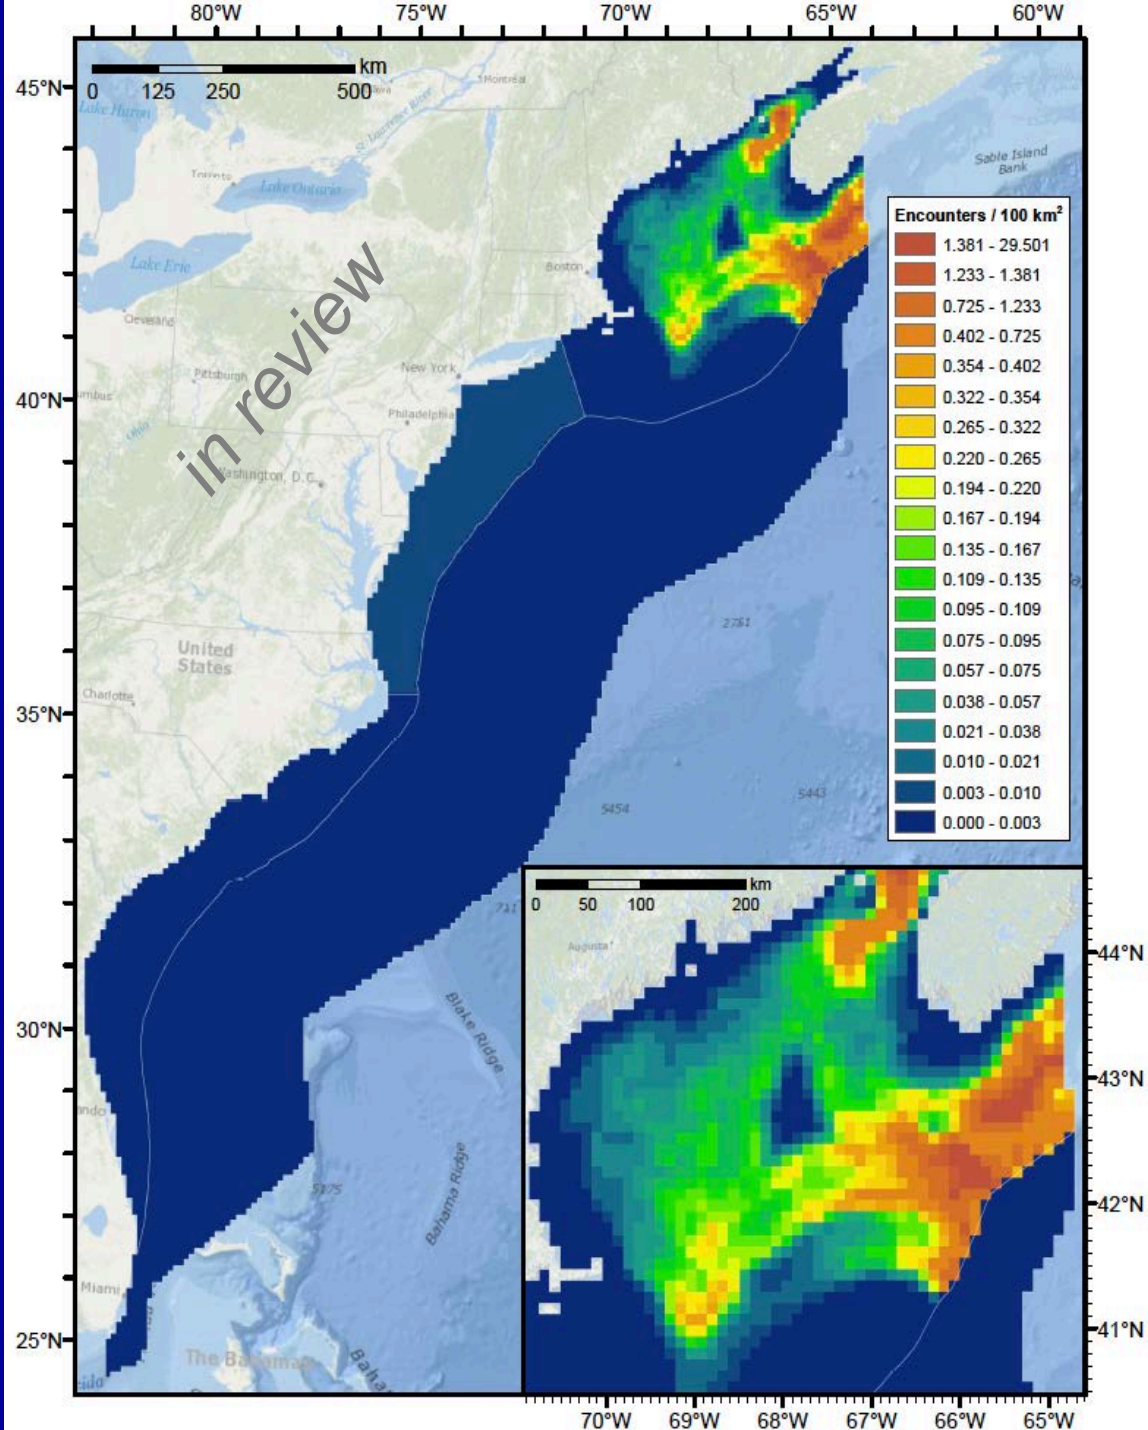 80°W 75°W 70°W 65°W 60°W
km
0 125 250 500
45°N
40°N
35°N
30°N
25°N
Lake Huron
Montréal
St. Lawrence River
Toronto
Lake Ontario
Sable Island
Bank
Lake Erie
Boston
Cleveland
Pittsburgh
New York
Philadelphia
Ohio
Washington, D.C.
in review
United
States
Charlotte
2761
5454
5443
Blake Ridge
Bahama Ridge
5175
Miami
The Bahamas
Encounters / 100 km²
1.381 - 29.501
1.233 - 1.381
0.725 - 1.233
0.402 - 0.725
0.354 - 0.402
0.322 - 0.354
0.265 - 0.322
0.220 - 0.265
0.194 - 0.220
0.167 - 0.194
0.135 - 0.167
0.109 - 0.135
0.095 - 0.109
0.075 - 0.095
0.057 - 0.075
0.038 - 0.057
0.021 - 0.038
0.010 - 0.021
0.003 - 0.010
0.000 - 0.003
km
0 50 100 200
Augusta
44°N
43°N
42°N
41°N
70°W 69°W 68°W 67°W 66°W 65°W